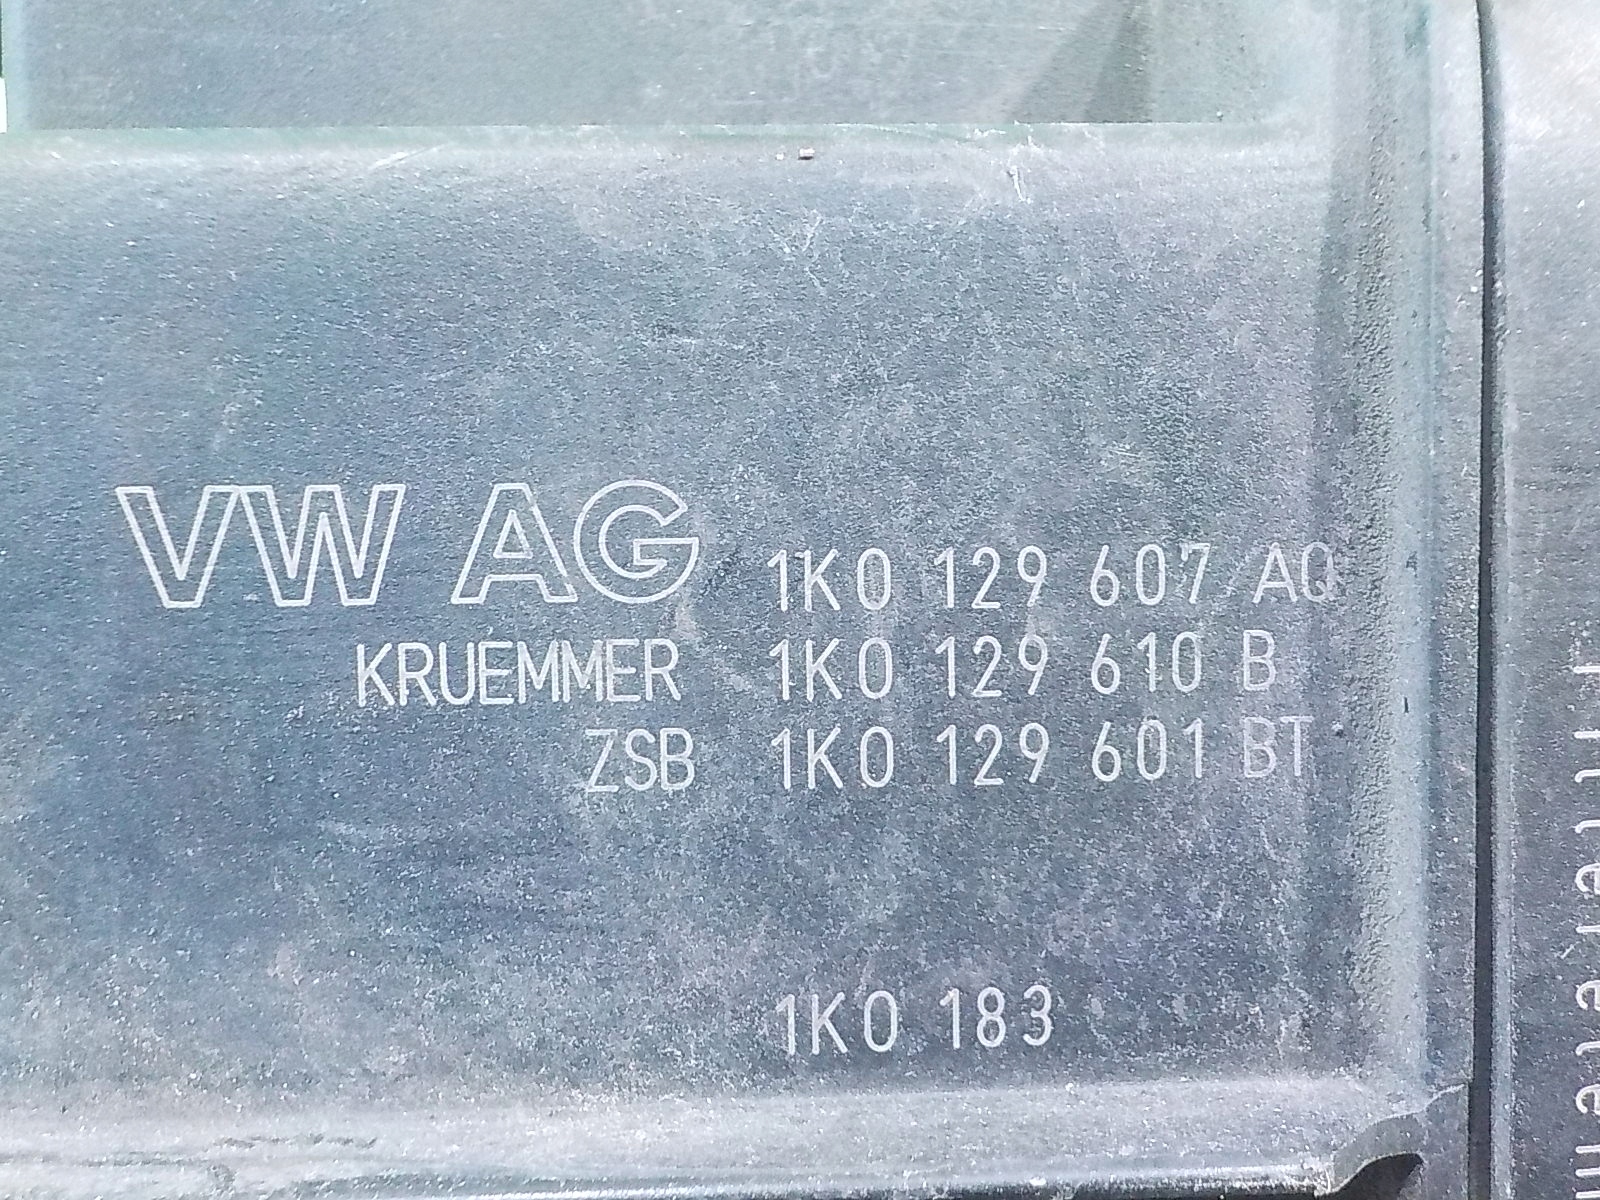 VW AG 1K0 129 607 AQ
KRUEMMER 1K0 129 610 B
ZSB 1K0 129 601 BT
1K0 183